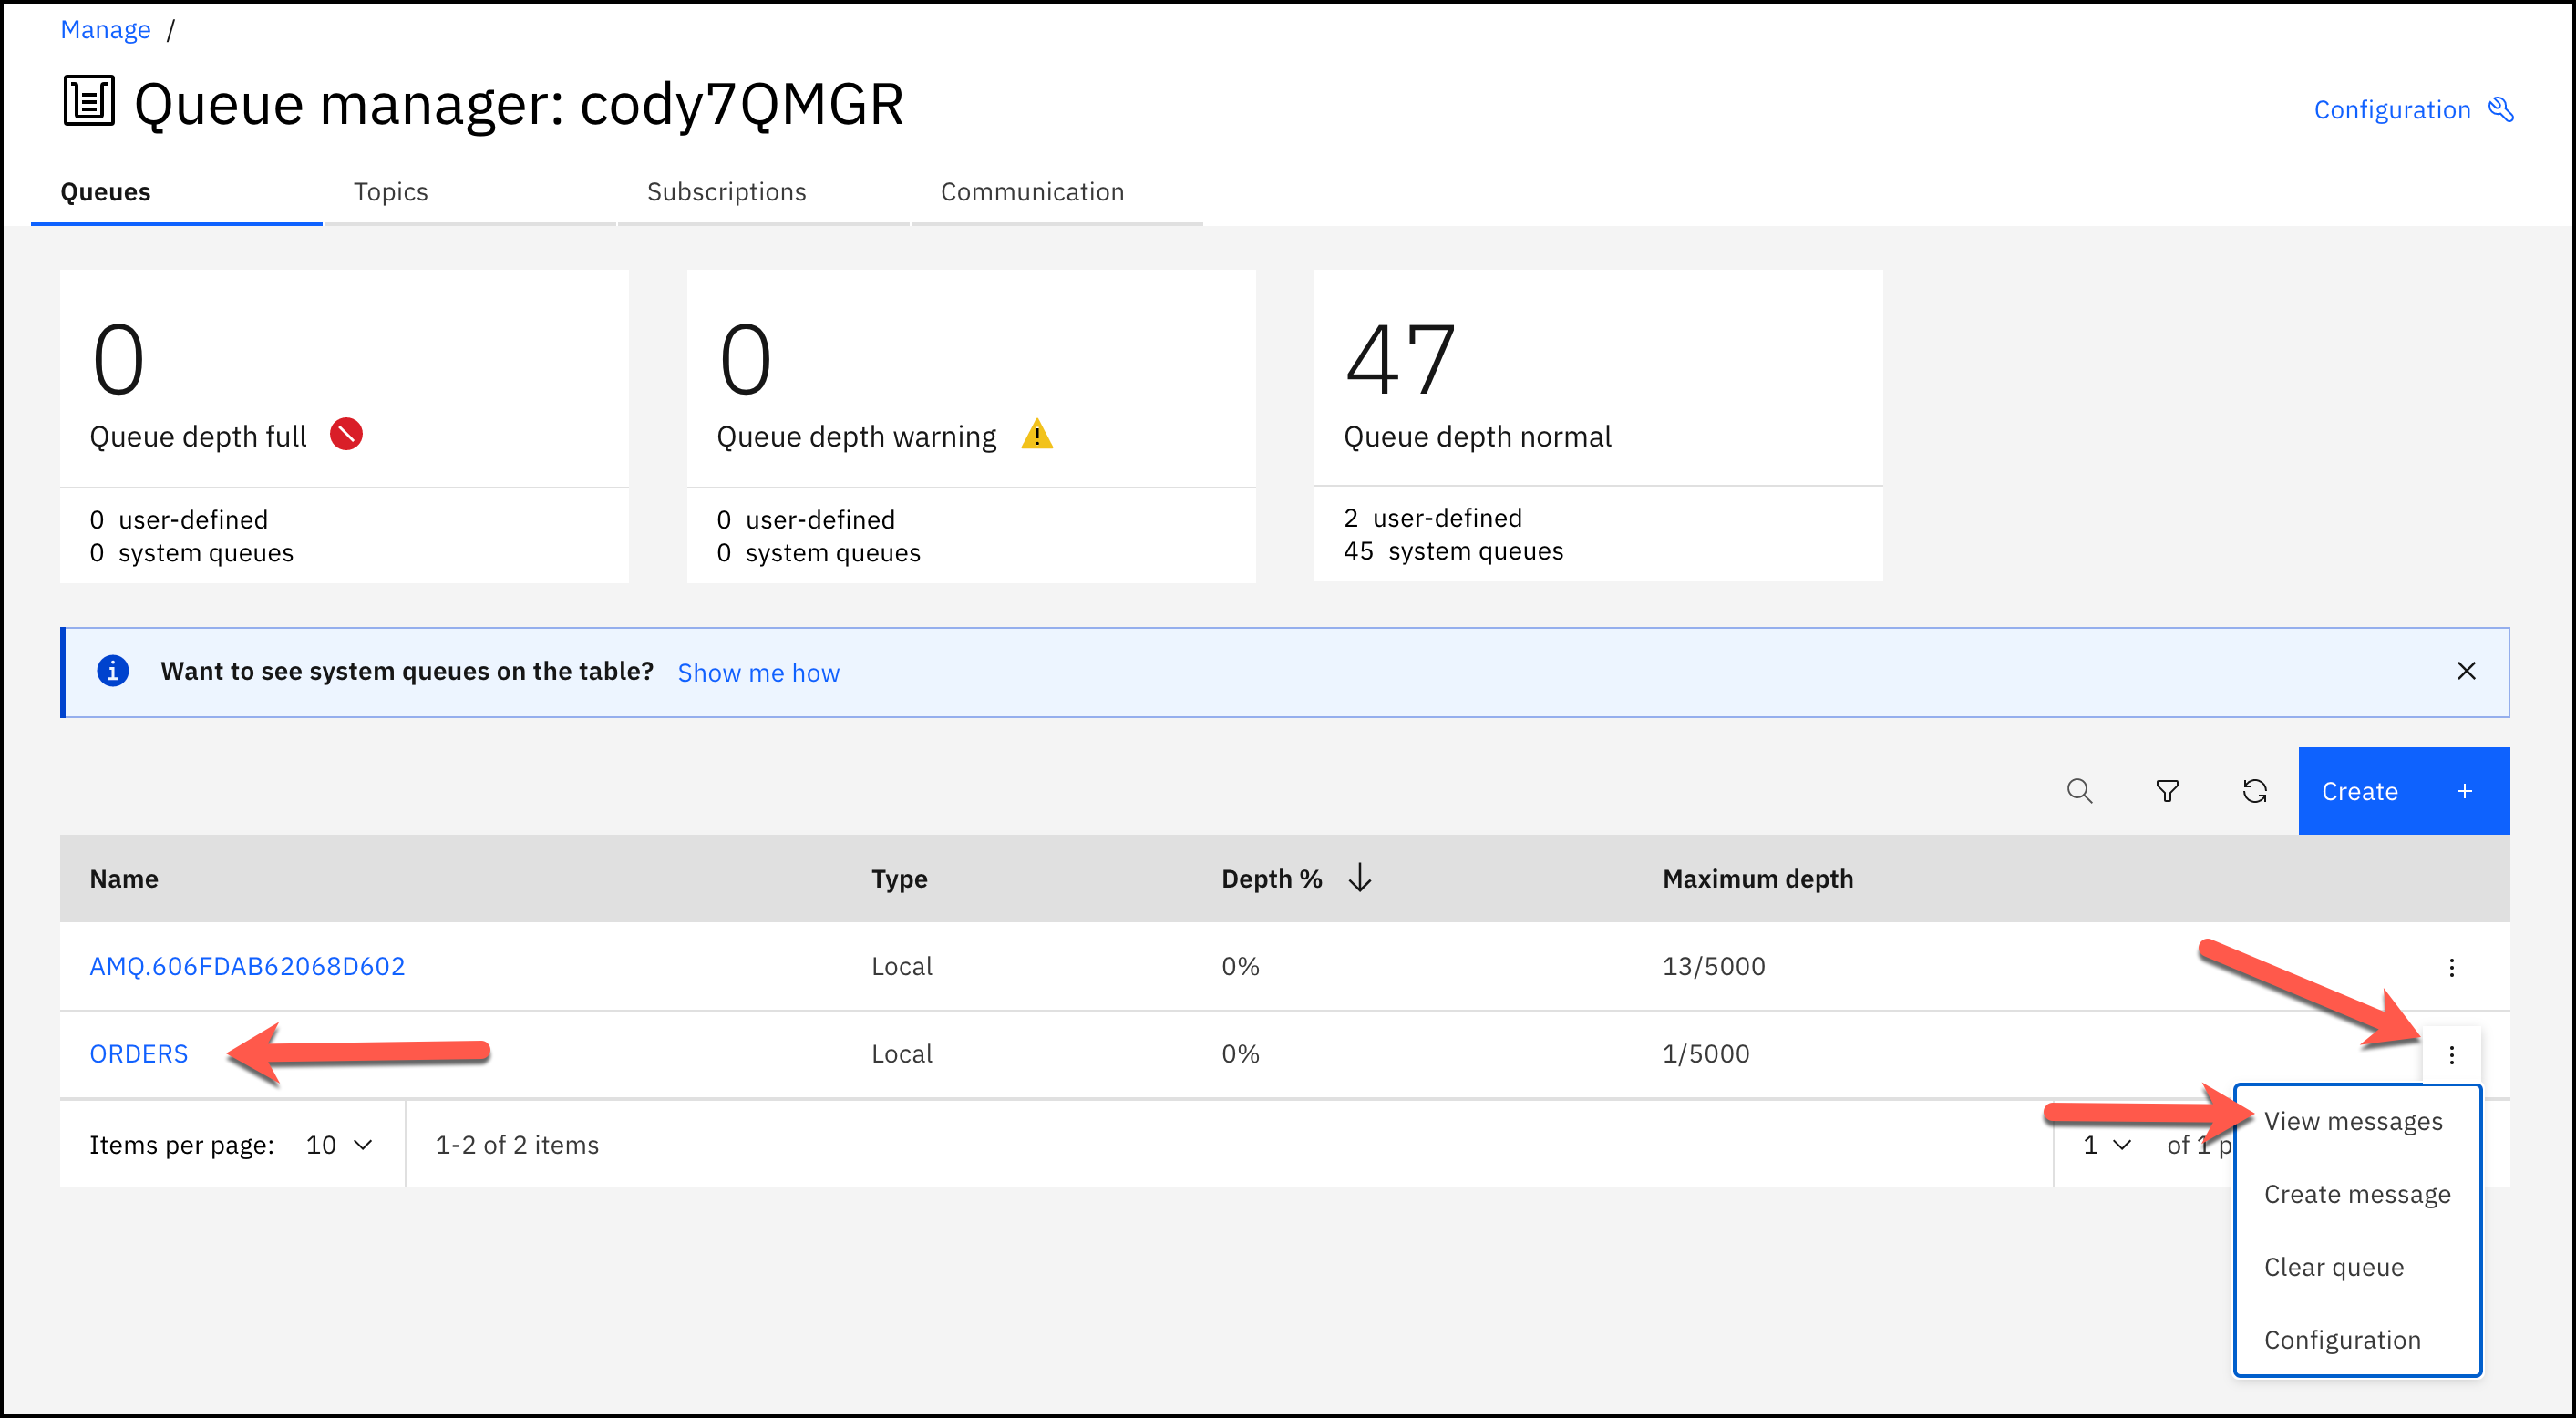 Manage /
Queue manager: cody7QMGR
Configuration
Queues Topics Subscriptions Communication
0
Queue depth full
0 user-defined
0 system queues
0
Queue depth warning
0 user-defined
0 system queues
47
Queue depth normal
2 user-defined
45 system queues
Want to see system queues on the table? Show me how
Create +
Name Type Depth % Maximum depth
AMQ.606FDAB62068D602 Local 0% 13/5000
ORDERS Local 0% 1/5000
Items per page: 10 1-2 of 2 items 1 of 1 p
View messages
Create message
Clear queue
Configuration